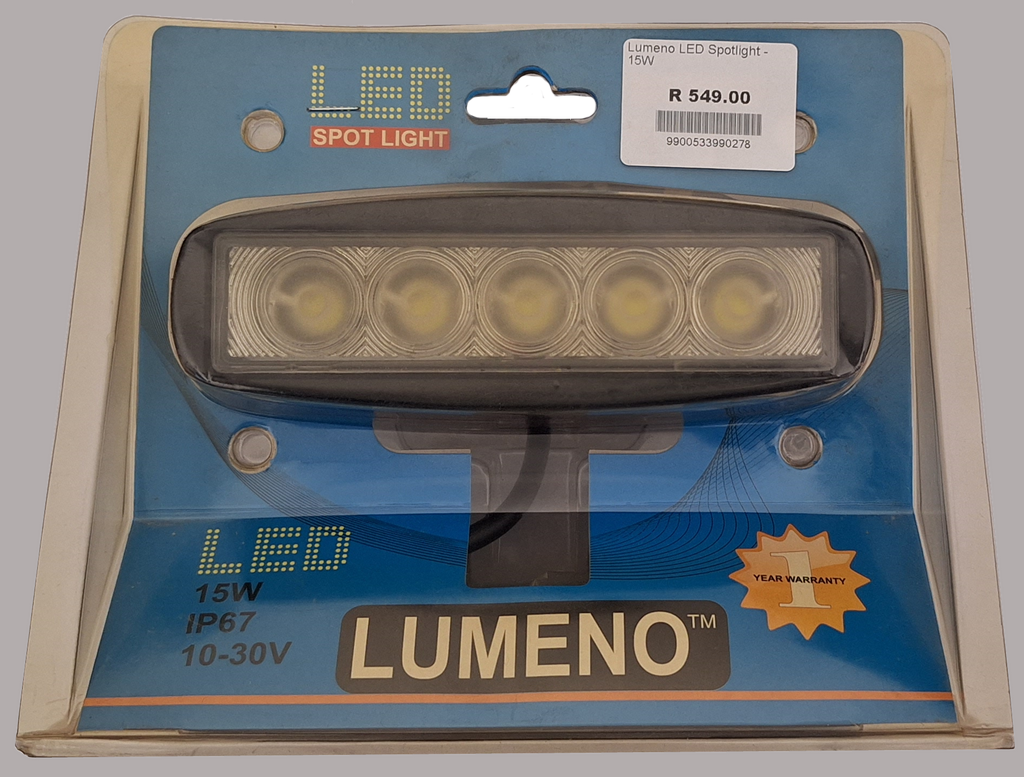 LED
SPOT LIGHT
Lumeno LED Spotlight -
15W
R 549.00
9900533990278
LED
15W
IP67
10-30V
LUMENO™
1
YEAR WARRANTY